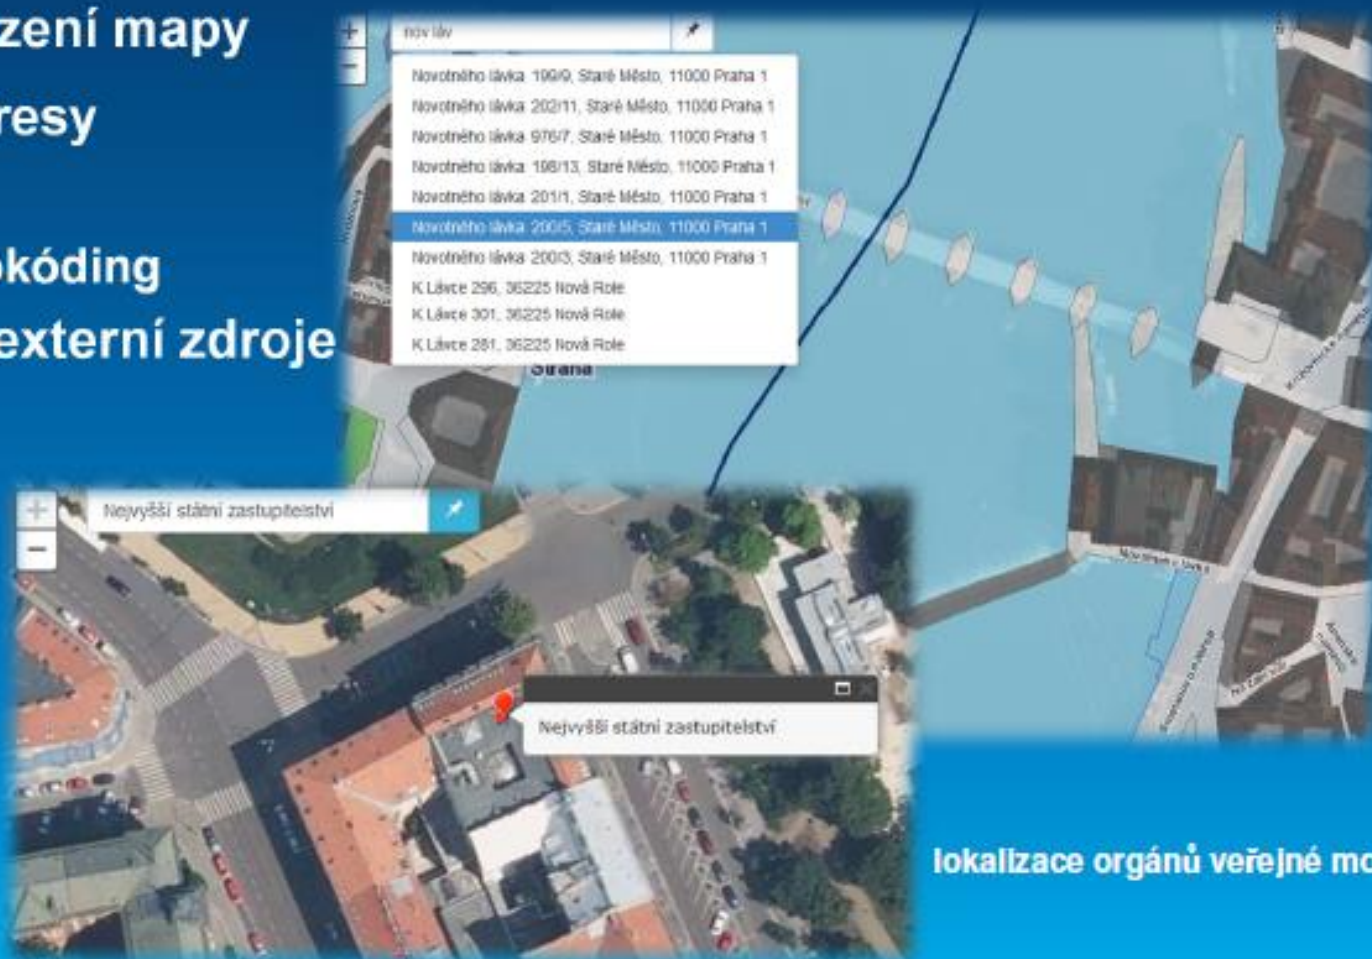 zení mapy
resy
kóding
externí zdroje
nov láv
Novotného lávka 199/9, Staré Město, 11000 Praha 1
Novotného lávka 202/11, Staré Město, 11000 Praha 1
Novotného lávka 976/7, Staré Město, 11000 Praha 1
Novotného lávka 198/13, Staré Město, 11000 Praha 1
Novotného lávka 201/1, Staré Město, 11000 Praha 1
Novotného lávka 200/5, Staré Město, 11000 Praha 1
Novotného lávka 200/3, Staré Město, 11000 Praha 1
K Lávce 296, 36225 Nová Role
K Lávce 301, 36225 Nová Role
K Lávce 281, 36225 Nová Role
Strana
Novotného lávka
Nejvyšší státní zastupitelství
Nejvyšší státní zastupitelství
lokalizace orgánů veřejné mo